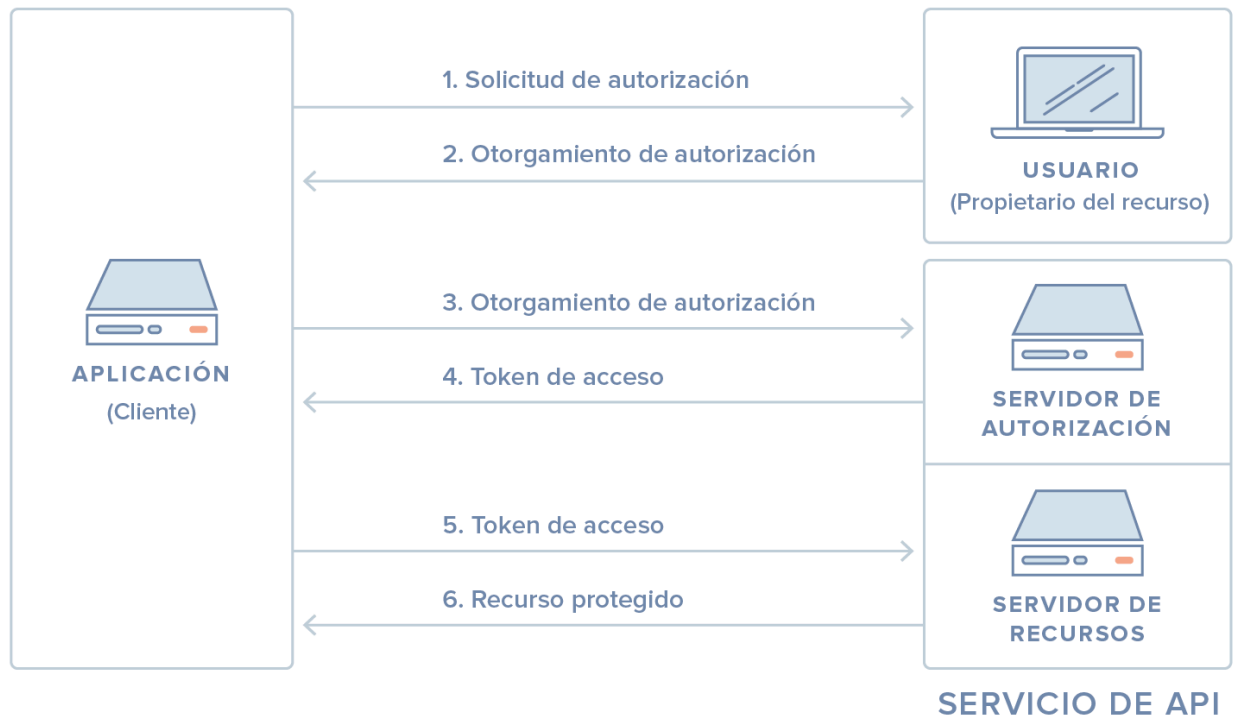 1. Solicitud de autorización
2. Otorgamiento de autorización
USUARIO
(Propietario del recurso)
3. Otorgamiento de autorización
4. Token de acceso
APLICACIÓN
(Cliente)
SERVIDOR DE
AUTORIZACIÓN
5. Token de acceso
6. Recurso protegido
SERVIDOR DE
RECURSOS
SERVICIO DE API